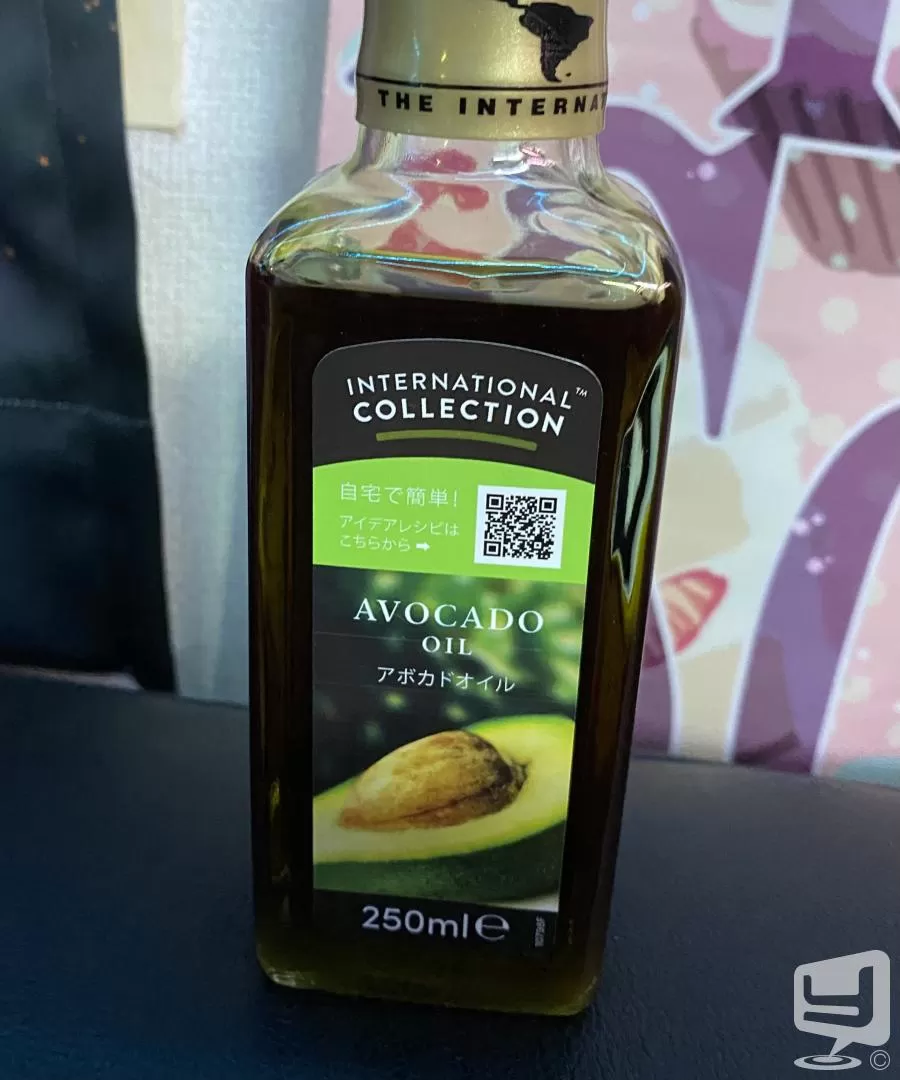 THE INTERNA
INTERNATIONAL™
COLLECTION
自宅で簡単！
アイデアレシピは
こちらから ➡
AVOCADO
OIL
アボカドオイル
250ml ℮